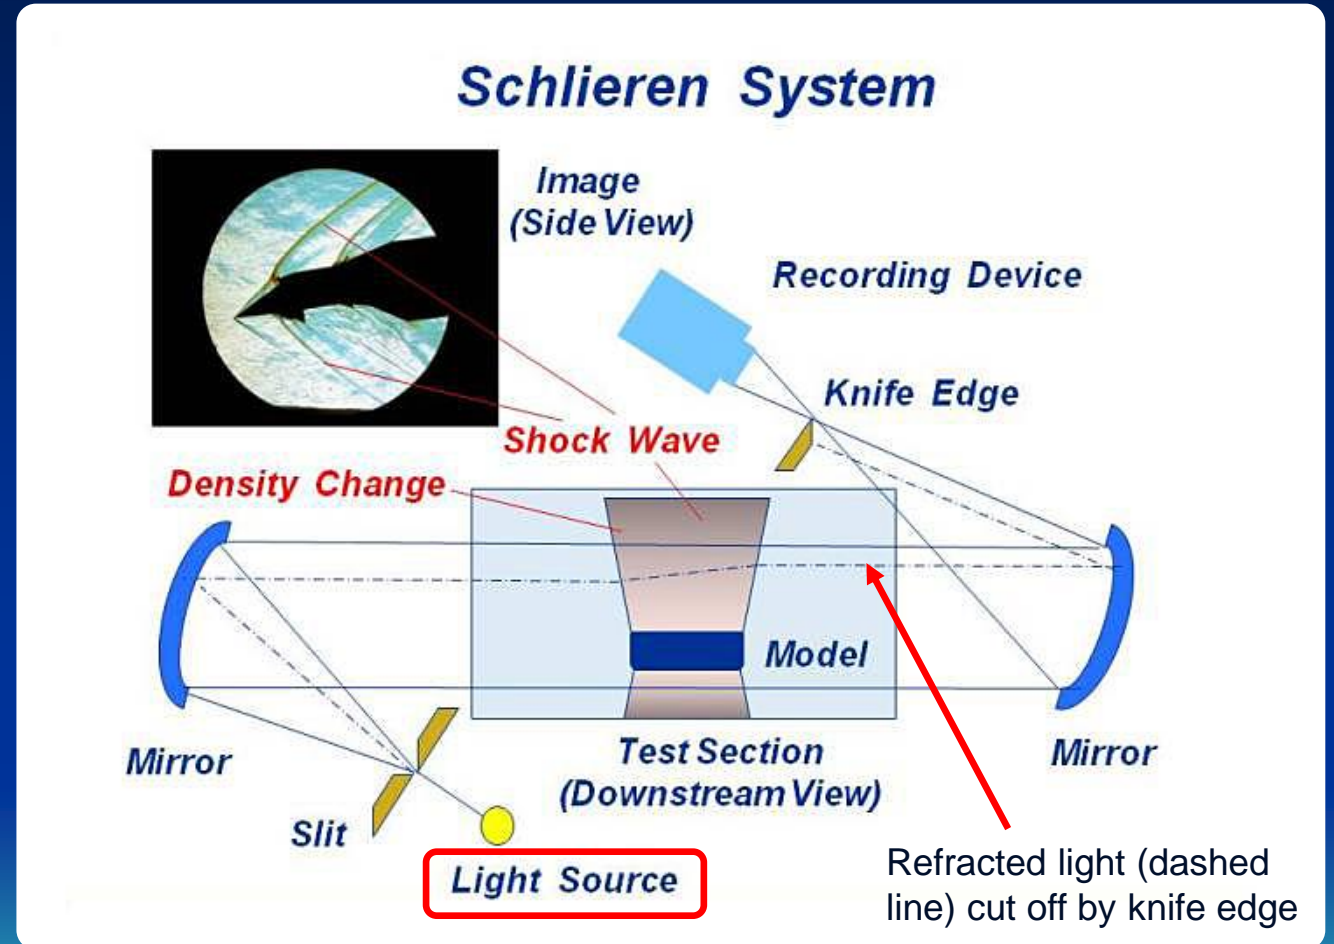 Schlieren System
Image
(Side View)
Recording Device
Knife Edge
Shock Wave
Density Change
Model
Mirror
Test Section
(Downstream View)
Mirror
Slit
Light Source
Refracted light (dashed
line) cut off by knife edge